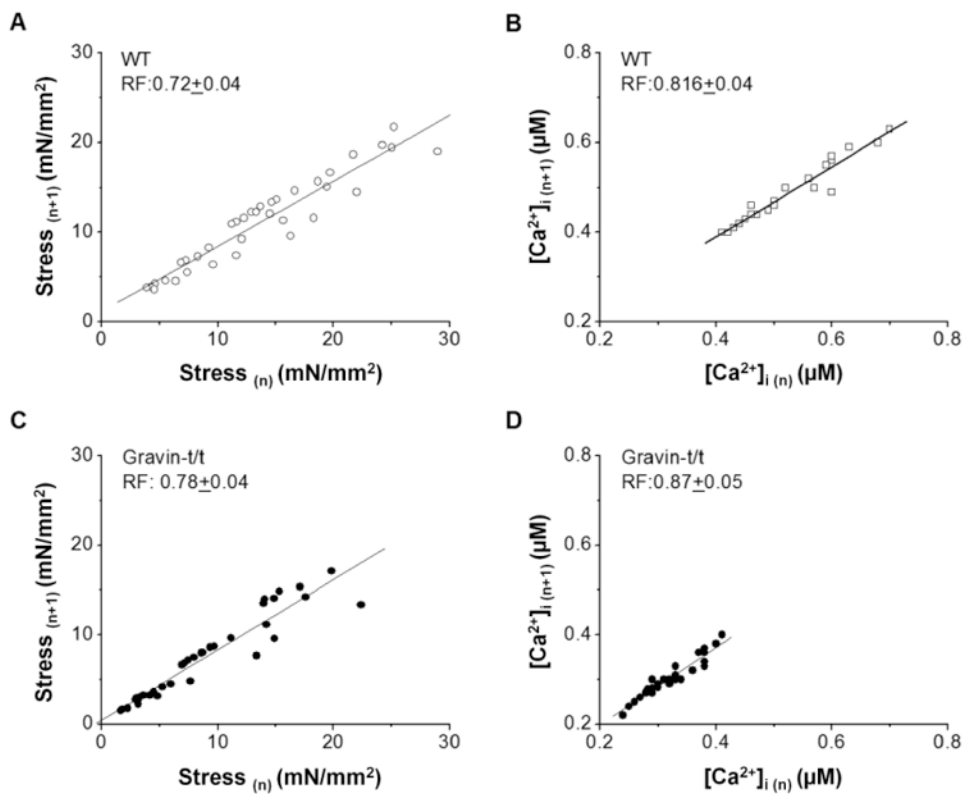 A
WT
RF:0.72±0.04
30
20
10
0
0
10
20
30
Stress (n+1) (mN/mm²)
Stress (n) (mN/mm²)
B
WT
RF:0.816±0.04
0.8
0.6
0.4
0.2
0.2
0.4
0.6
0.8
[Ca²⁺]i (n+1) (µM)
[Ca²⁺]i (n) (µM)
C
Gravin-t/t
RF: 0.78±0.04
30
20
10
0
0
10
20
30
Stress (n+1) (mN/mm²)
Stress (n) (mN/mm²)
D
Gravin-t/t
RF:0.87±0.05
0.8
0.6
0.4
0.2
0.2
0.4
0.6
0.8
[Ca²⁺]i (n+1) (µM)
[Ca²⁺]i (n) (µM)